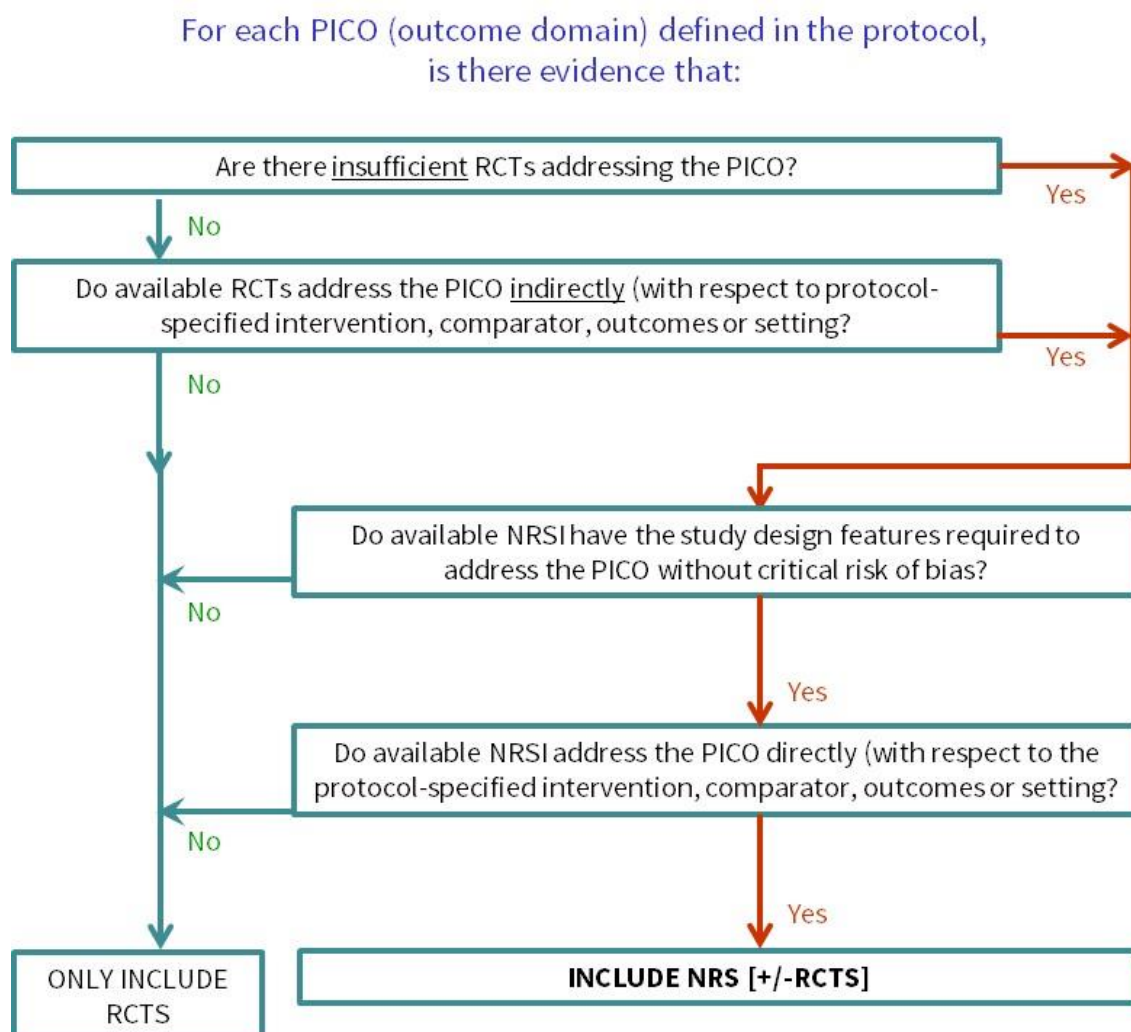 For each PICO (outcome domain) defined in the protocol,
is there evidence that:
Are there insufficient RCTs addressing the PICO?
Yes
No
Do available RCTs address the PICO indirectly (with respect to protocol-
specified intervention, comparator, outcomes or setting?
Yes
No
Do available NRSI have the study design features required to
address the PICO without critical risk of bias?
No
Yes
Do available NRSI address the PICO directly (with respect to the
protocol-specified intervention, comparator, outcomes or setting?
No
Yes
ONLY INCLUDE
RCTS
INCLUDE NRS [+/-RCTS]